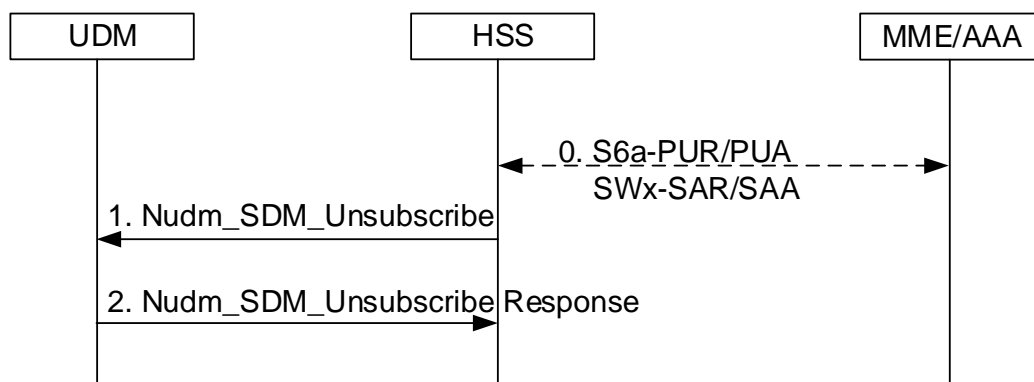 UDM
HSS
MME/AAA
0. S6a-PUR/PUA
SWx-SAR/SAA
1. Nudm_SDM_Unsubscribe
2. Nudm_SDM_Unsubscribe Response